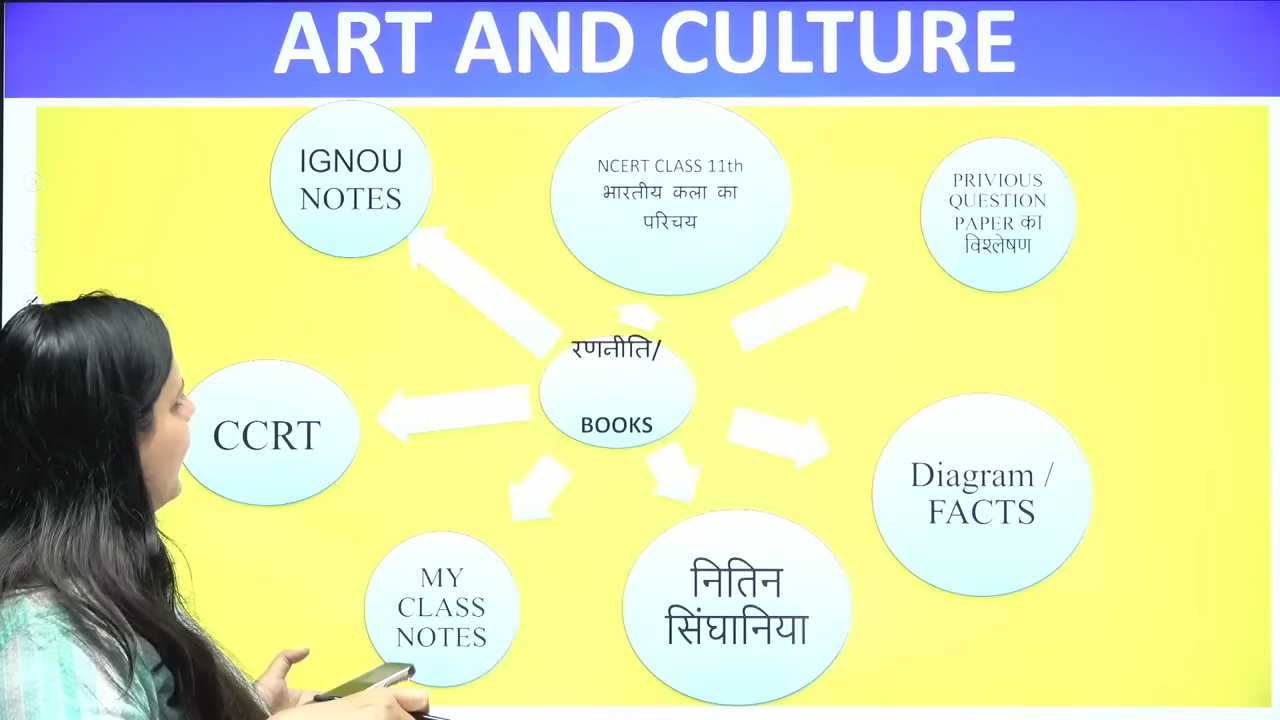 ART AND CULTURE
IGNOU
NOTES
NCERT CLASS 11th
भारतीय कला का
परिचय
PRIVIOUS
QUESTION
PAPER का
विश्लेषण
रणनीति/
BOOKS
CCRT
Diagram /
FACTS
MY
CLASS
NOTES
नितिन
सिंघानिया